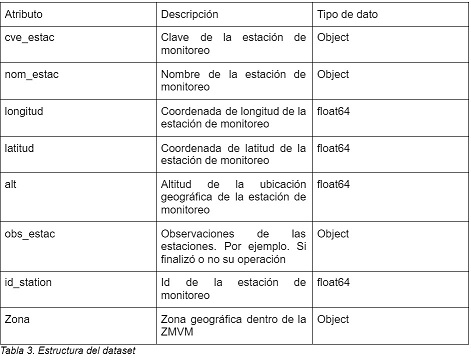 Atributo Descripción Tipo de dato
cve_estac Clave de la estación de Object
monitoreo
nom_estac Nombre de la estación de Object
monitoreo
longitud Coordenada de longitud de la float64
estación de monitoreo
latitud Coordenada de latitud de la float64
estación de monitoreo
alt Altitud de la ubicación float64
geográfica de la estación de
monitoreo
obs_estac Observaciones de las Object
estaciones. Por ejemplo. Si
finalizó o no su operación
id_station Id de la estación de float64
monitoreo
Zona Zona geográfica dentro de la Object
ZMVM
Tabla 3. Estructura del dataset